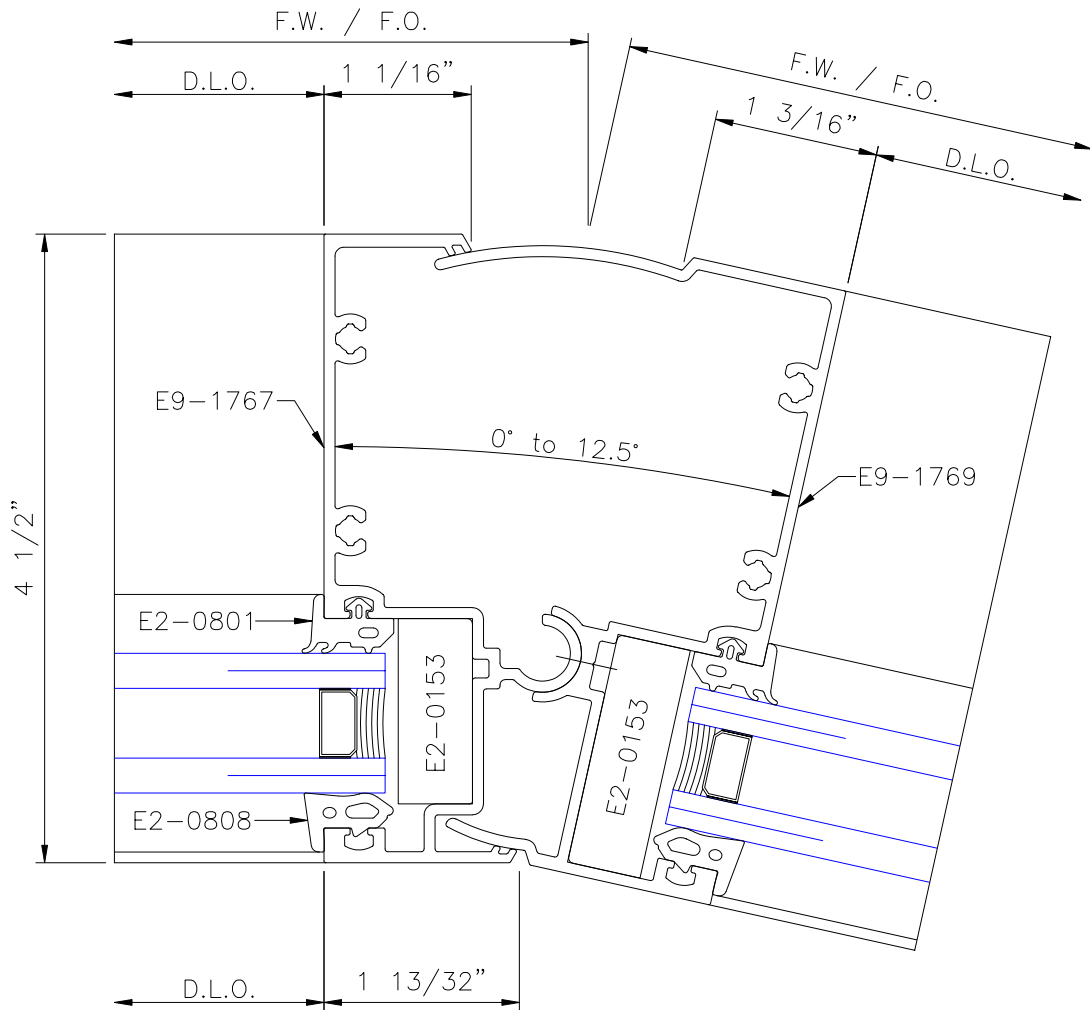 F.W. / F.O.
D.L.O.
1 1/16”
F.W. / F.O.
1 3/16”
D.L.O.
E9-1767
0° to 12.5°
E9-1769
4 1/2”
E2-0801
E2-0153
E2-0153
E2-0808
D.L.O.
1 13/32”